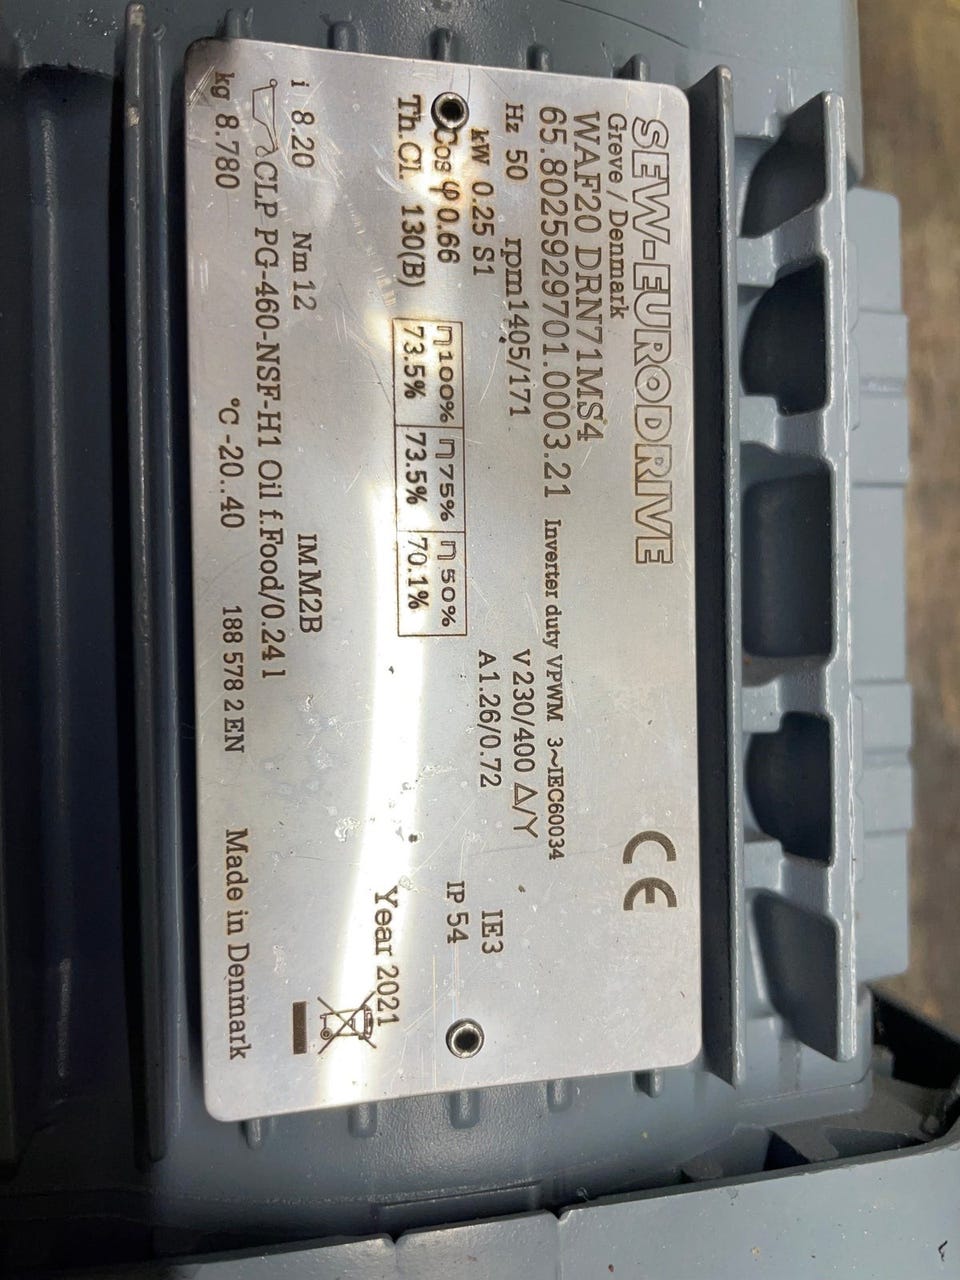 SEW-EURODRIVE
Greve / Denmark
CE
WAF20 DRN71MS4
65.8025929701.0003.21 Inverter duty VPWM 3~IEC60034
Hz 50 rpm 1405/171 V 230/400 Δ/Y
kW 0.25 S1 A 1.26/0.72 IE3
Cos φ 0.66 IP 54
Th.Cl. 130(B)
η100% η75% η50%
73.5% 73.5% 70.1%
Year 2021
i 8.20 Nm 12 IM M2B
CLP PG-460-NSF-H1 Oil f.Food/0.24 l
kg 8.780 °C -20..40 188 578 2 EN Made in Denmark